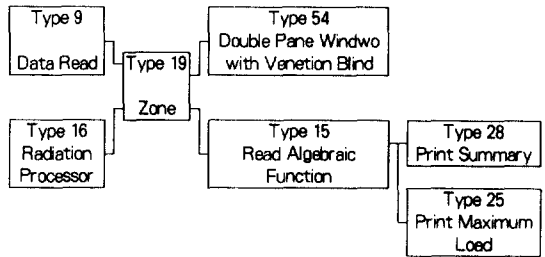 Type 9
Data Read
Type 19
Zone
Type 54
Double Pane Windwo
with Venetion Blind
Type 16
Radiation
Processor
Type 15
Read Algebraic
Function
Type 28
Print Summary
Type 25
Print Maximum
Load